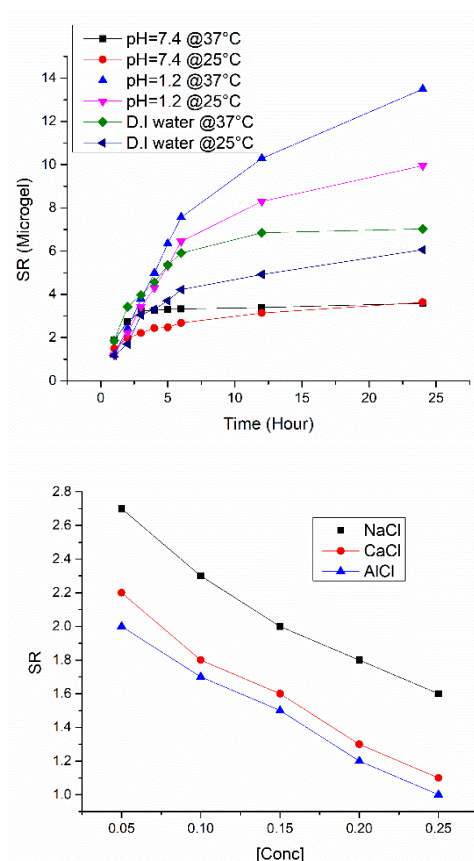 pH=7.4 @37°C
pH=7.4 @25°C
pH=1.2 @37°C
pH=1.2 @25°C
D.I water @37°C
D.I water @25°C
14
12
10
8
6
4
2
0
SR (Microgel)
0 5 10 15 20 25
Time (Hour)
2.8
2.6
2.4
2.2
2.0
1.8
1.6
1.4
1.2
1.0
SR
NaCl
CaCl
AlCl
0.05 0.10 0.15 0.20 0.25
[Conc]